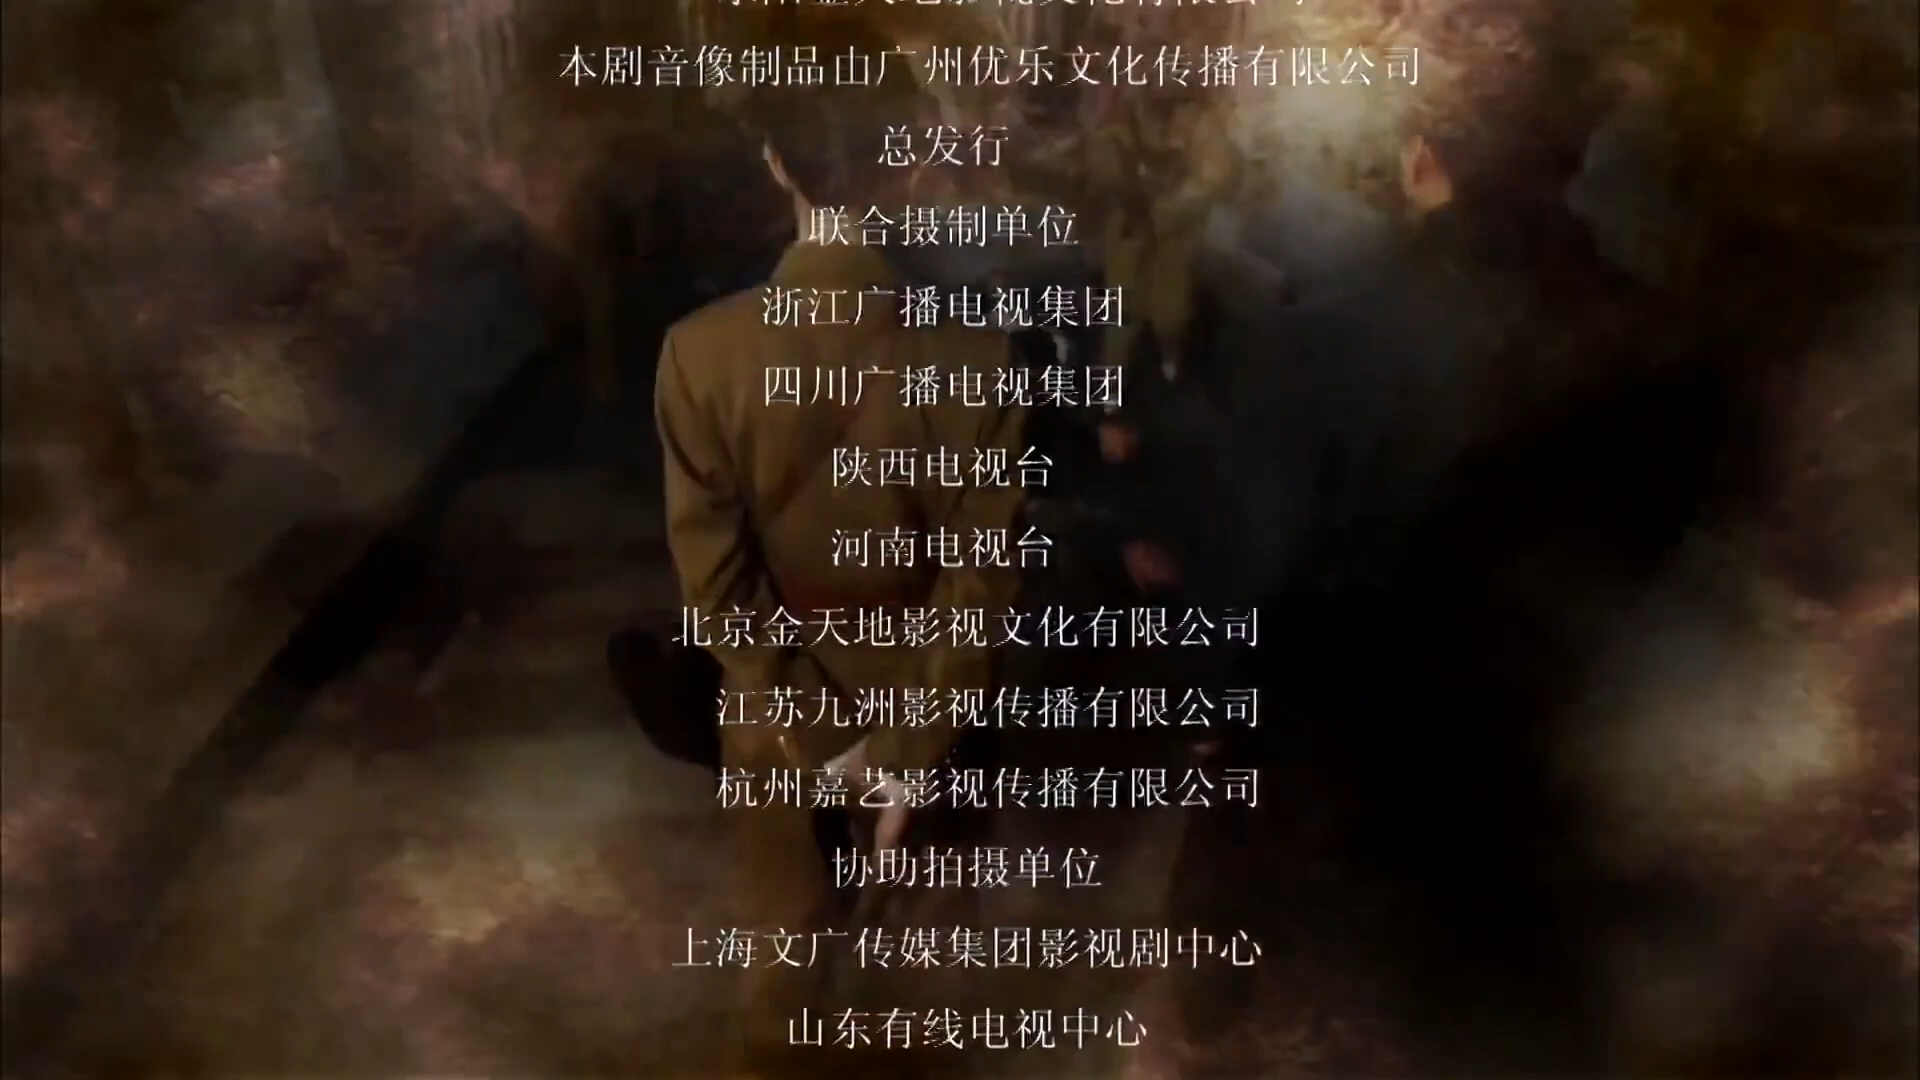 本剧音像制品由广州优乐文化传播有限公司
总发行
联合摄制单位
浙江广播电视集团
四川广播电视集团
陕西电视台
河南电视台
北京金天地影视文化有限公司
江苏九洲影视传播有限公司
杭州嘉艺影视传播有限公司
协助拍摄单位
上海文广传媒集团影视剧中心
山东有线电视中心